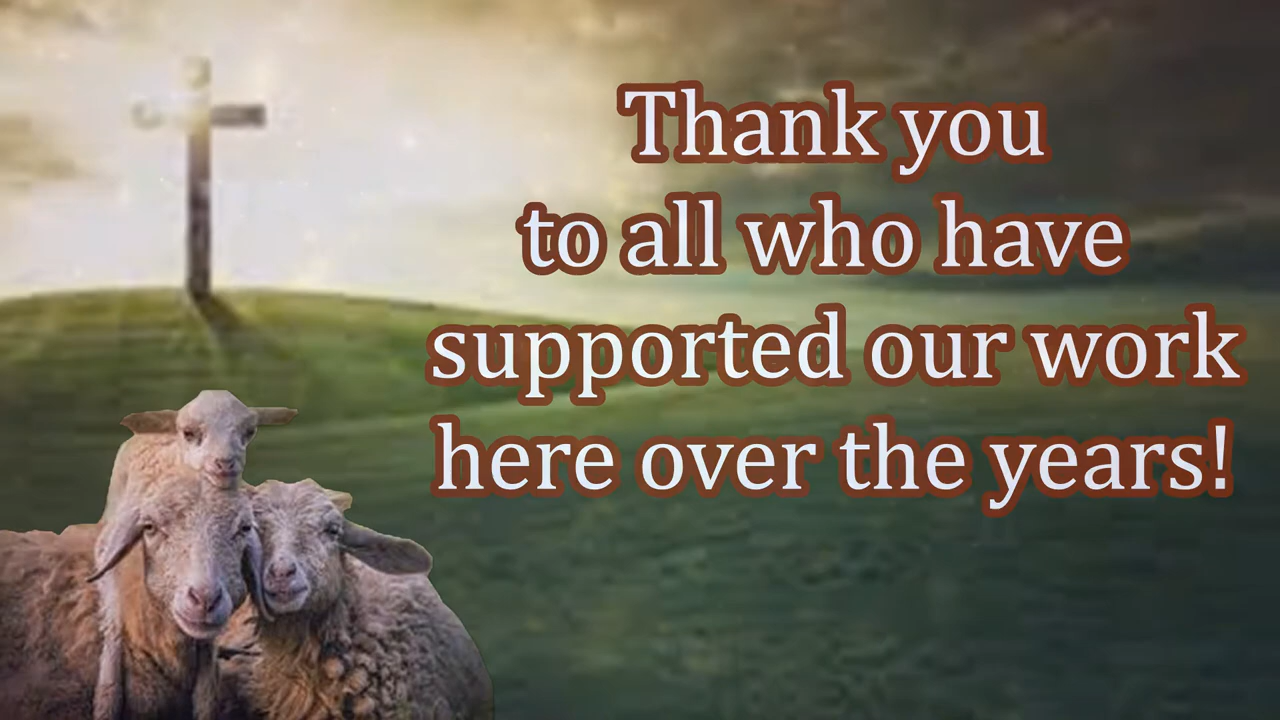 Thank you
to all who have
supported our work
here over the years!